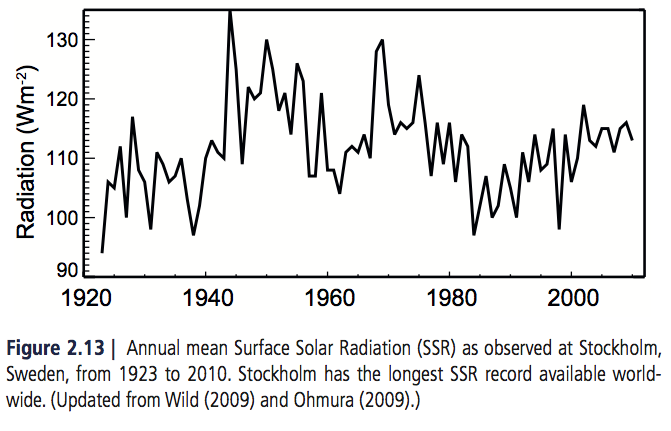 Radiation (Wm-2)
130
120
110
100
90
1920
1940
1960
1980
2000
Figure 2.13 | Annual mean Surface Solar Radiation (SSR) as observed at Stockholm,
Sweden, from 1923 to 2010. Stockholm has the longest SSR record available world-
wide. (Updated from Wild (2009) and Ohmura (2009).)